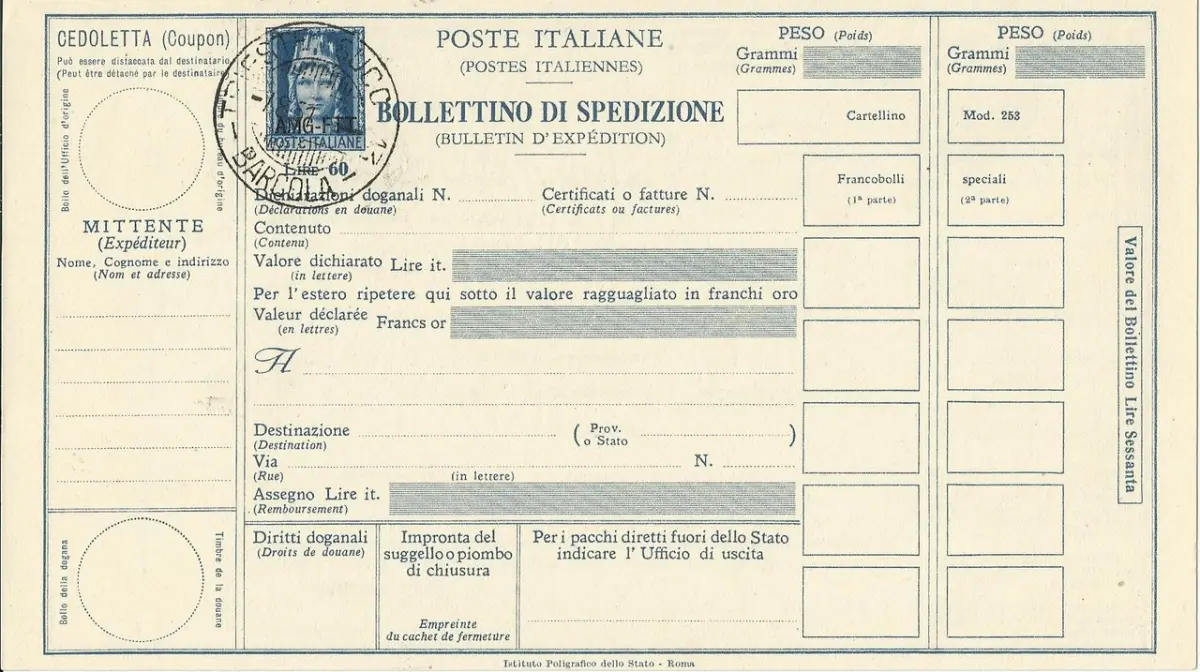 CEDOLETTA (Coupon)
Può essere distaccata dal destinatario
(Peut être détaché par le destinataire)
Bollo dell'Ufficio d'origine
Timbre du bureau d'origine
MITTENTE
(Expéditeur)
Nome, Cognome e indirizzo
(Nom et adresse)
Bollo della dogana
Timbre de la douane
BARCOLA
AMG-FTT
POSTE ITALIANE
LIRE 60
POSTE ITALIANE
(POSTES ITALIENNES)
BOLLETTINO DI SPEDIZIONE
(BULLETIN D'EXPÉDITION)
Dichiarazioni doganali N. Certificati o fatture N.
(Déclarations en douane) (Certificats ou factures)
Contenuto
(Contenu)
Valore dichiarato Lire it.
(in lettere)
Per l'estero ripetere qui sotto il valore ragguagliato in franchi oro
Valeur déclarée Francs or
(en lettres)
A
Destinazione ( Prov. o Stato )
(Destination)
Via N.
(Rue) (in lettere)
Assegno Lire it.
(Remboursement)
Diritti doganali
(Droits de douane)
Impronta del
suggello o piombo
di chiusura
Empreinte
du cachet de fermeture
Per i pacchi diretti fuori dello Stato
indicare l'Ufficio di uscita
PESO (Poids)
Grammi
(Grammes)
Cartellino
Francobolli
(1ª parte)
PESO (Poids)
Grammi
(Grammes)
Mod. 253
speciali
(2ª parte)
Valore del Bollettino Lire Sessanta
Istituto Poligrafico dello Stato - Roma